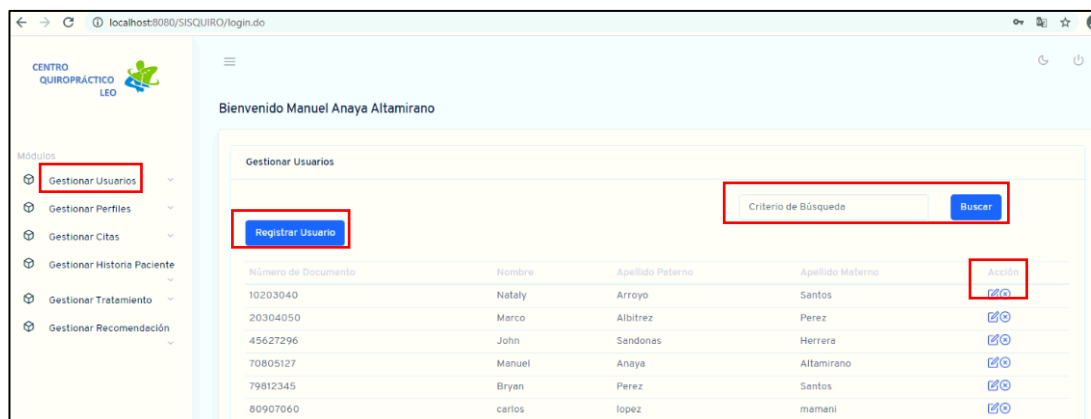 localhost:8080/SISQUIRO/login.do
CENTRO
QUIROPRÁCTICO
LEO
Bienvenido Manuel Anaya Altamirano
Módulos
Gestionar Usuarios
Gestionar Perfiles
Gestionar Citas
Gestionar Historia Paciente
Gestionar Tratamiento
Gestionar Recomendación
Gestionar Usuarios
Criterio de Búsqueda Buscar
Registrar Usuario
Número de Documento Nombre Apellido Paterno Apellido Materno Acción
10203040 Nataly Arroyo Santos
20304050 Marco Albitrez Perez
45627296 John Sandonas Herrera
70805127 Manuel Anaya Altamirano
79812345 Bryan Perez Santos
80907060 carlos lopez mamani